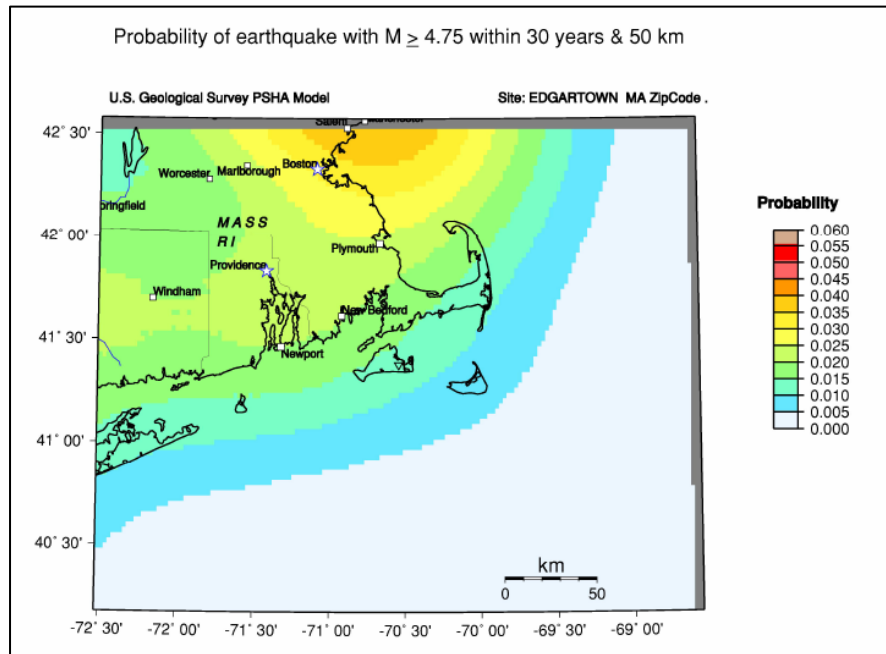 Probability of earthquake with M ≥ 4.75 within 30 years & 50 km
U.S. Geological Survey PSHA Model Site: EDGARTOWN MA ZipCode .
42° 30'
42° 00'
41° 30'
41° 00'
40° 30'
Salem
Boston
Marlborough
Worcester
MASS
RI
Plymouth
Providence
Windham
New Bedford
Newport
km
0 50
-72° 30' -72° 00' -71° 30' -71° 00' -70° 30' -70° 00' -69° 30' -69° 00'
Probability
0.060
0.055
0.050
0.045
0.040
0.035
0.030
0.025
0.020
0.015
0.010
0.005
0.000